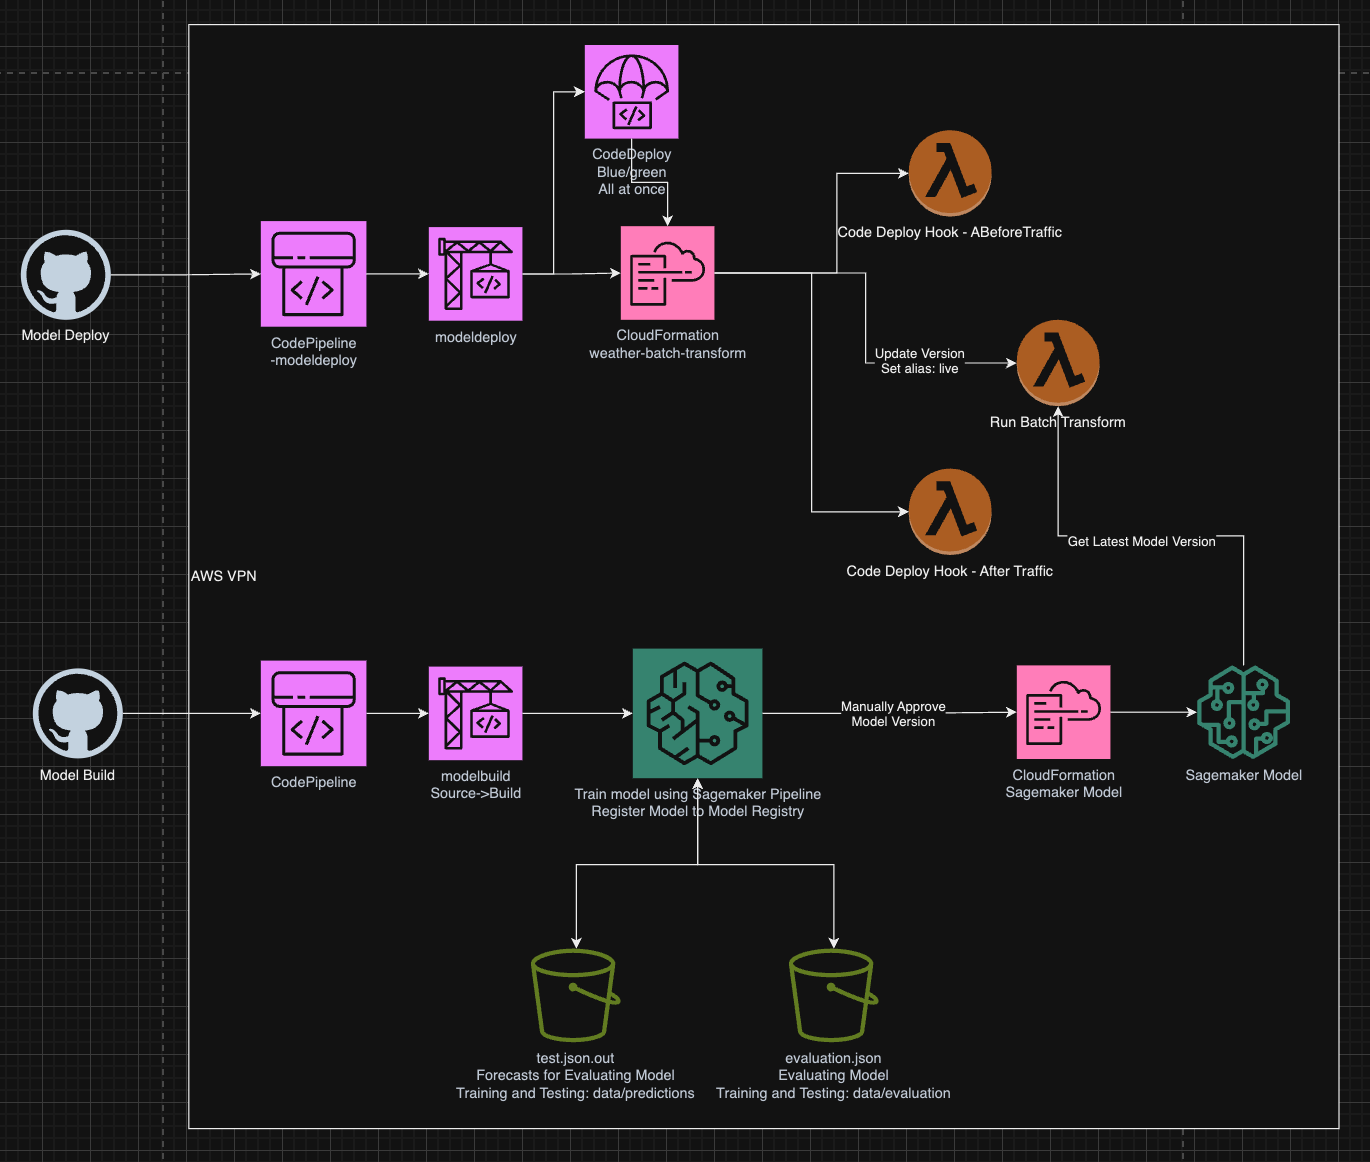 CodeDeploy
Blue/green
All at once
Code Deploy Hook - ABeforeTraffic
Model Deploy
CodePipeline
-modeldeploy
modeldeploy
CloudFormation
weather-batch-transform
Update Version
Set alias: live
Run Batch Transform
Get Latest Model Version
Code Deploy Hook - After Traffic
AWS VPN
Model Build
CodePipeline
modelbuild
Source->Build
Train model using Sagemaker Pipeline
Register Model to Model Registry
Manually Approve
Model Version
CloudFormation
Sagemaker Model
Sagemaker Model
test.json.out
Forecasts for Evaluating Model
Training and Testing: data/predictions
evaluation.json
Evaluating Model
Training and Testing: data/evaluation